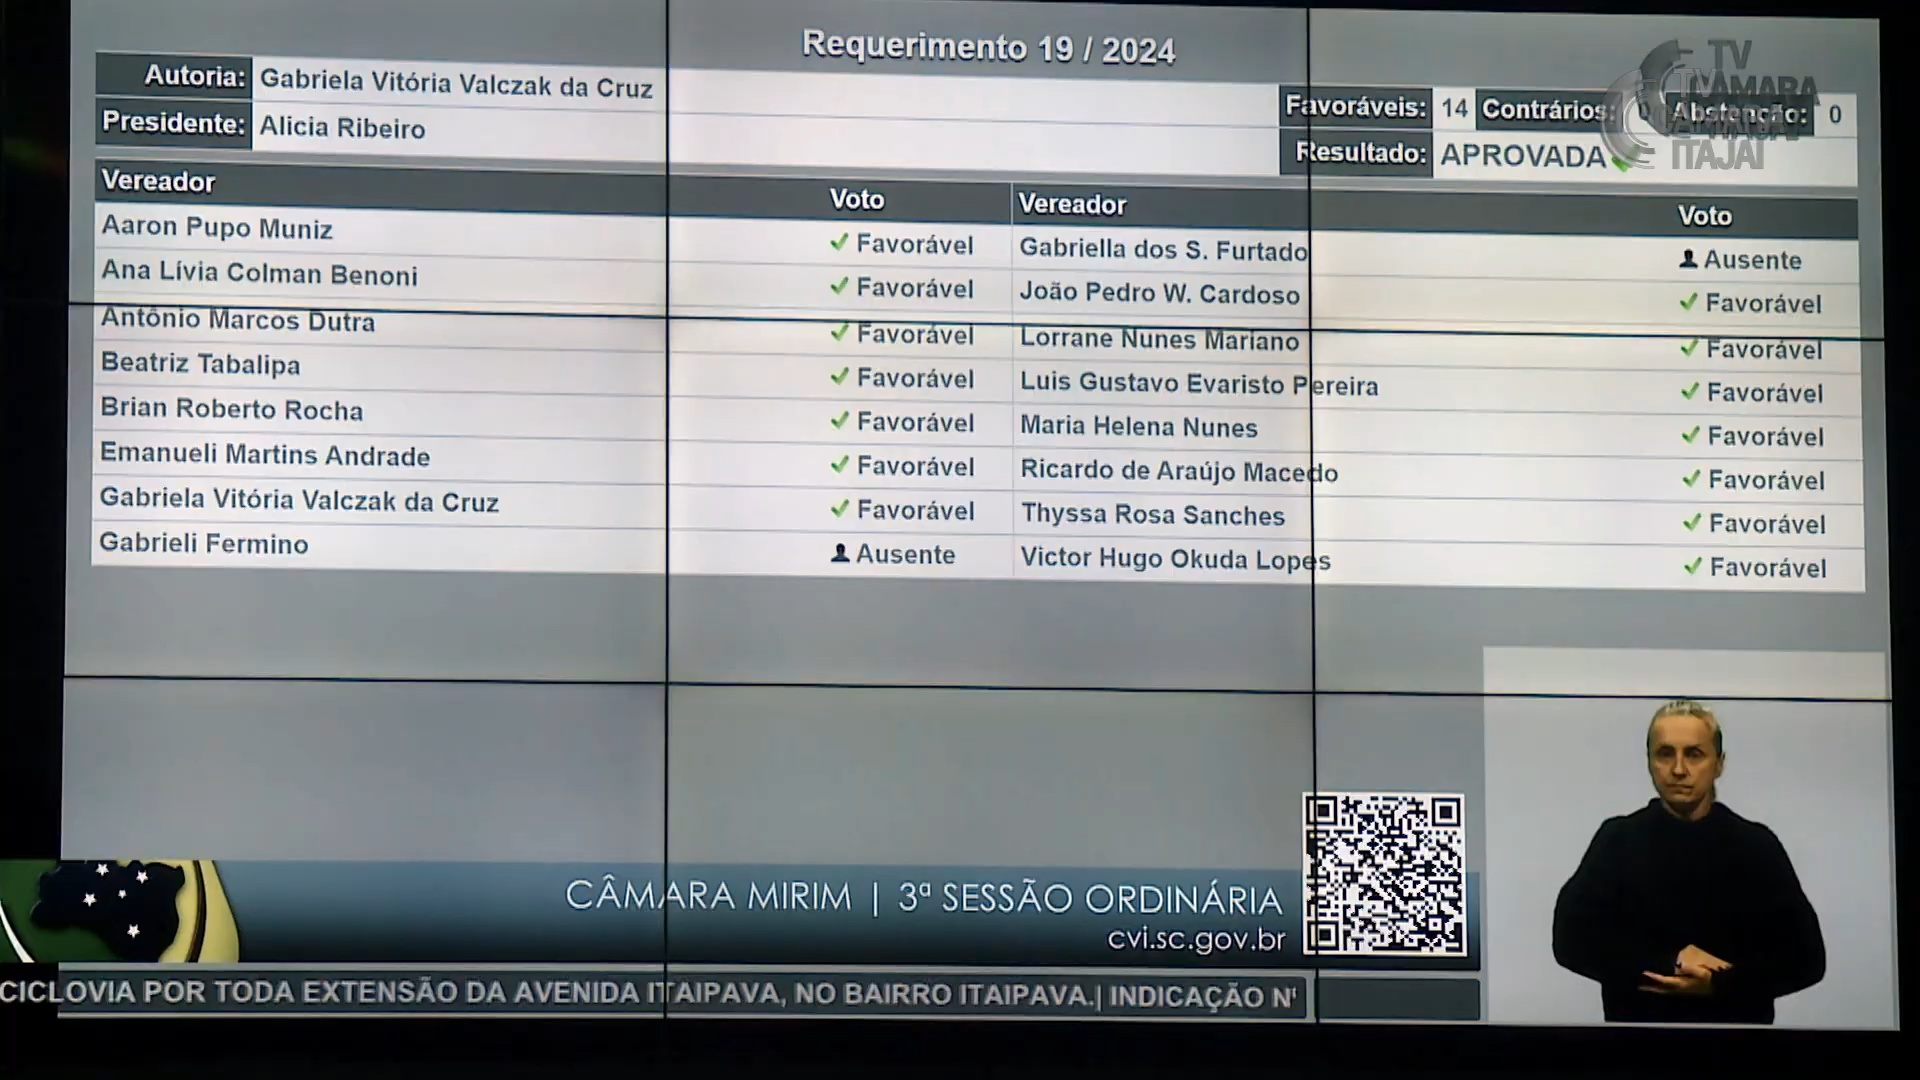 Requerimento 19 / 2024
Autoria: Gabriela Vitória Valczak da Cruz
Presidente: Alicia Ribeiro
Favoráveis: 14 Contrários: 0 Abstenção: 0
Resultado: APROVADA
TV CÂMARA ITAJAÍ
Vereador Voto Vereador Voto
Aaron Pupo Muniz Favorável Gabriella dos S. Furtado Ausente
Ana Lívia Colman Benoni Favorável João Pedro W. Cardoso Favorável
Antônio Marcos Dutra Favorável Lorrane Nunes Mariano Favorável
Beatriz Tabalipa Favorável Luis Gustavo Evaristo Pereira Favorável
Brian Roberto Rocha Favorável Maria Helena Nunes Favorável
Emanueli Martins Andrade Favorável Ricardo de Araújo Macedo Favorável
Gabriela Vitória Valczak da Cruz Favorável Thyssa Rosa Sanches Favorável
Gabrieli Fermino Ausente Victor Hugo Okuda Lopes Favorável
CÂMARA MIRIM | 3ª SESSÃO ORDINÁRIA
cvi.sc.gov.br
CICLOVIA POR TODA EXTENSÃO DA AVENIDA ITAIPAVA, NO BAIRRO ITAIPAVA.| INDICAÇÃO Nº